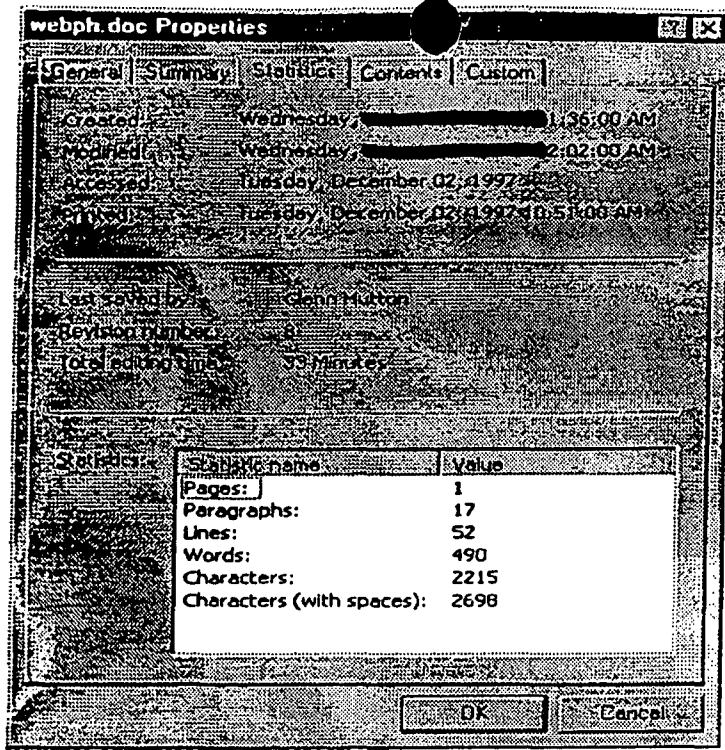 webph.doc Properties
General Summary Statistics Contents Custom
Created: Wednesday, 1:36:00 AM
Modified: Wednesday, 2:02:00 AM
Accessed: Tuesday, December 02, 1997
Printed: Tuesday, December 02, 1997 10:51:00 AM
Last saved by: Glenn Hutton
Revision number: 8
Total editing time: 33 Minutes
Statistics: Statistic name Value
Pages: 1
Paragraphs: 17
Lines: 52
Words: 490
Characters: 2215
Characters (with spaces): 2698
OK Cancel